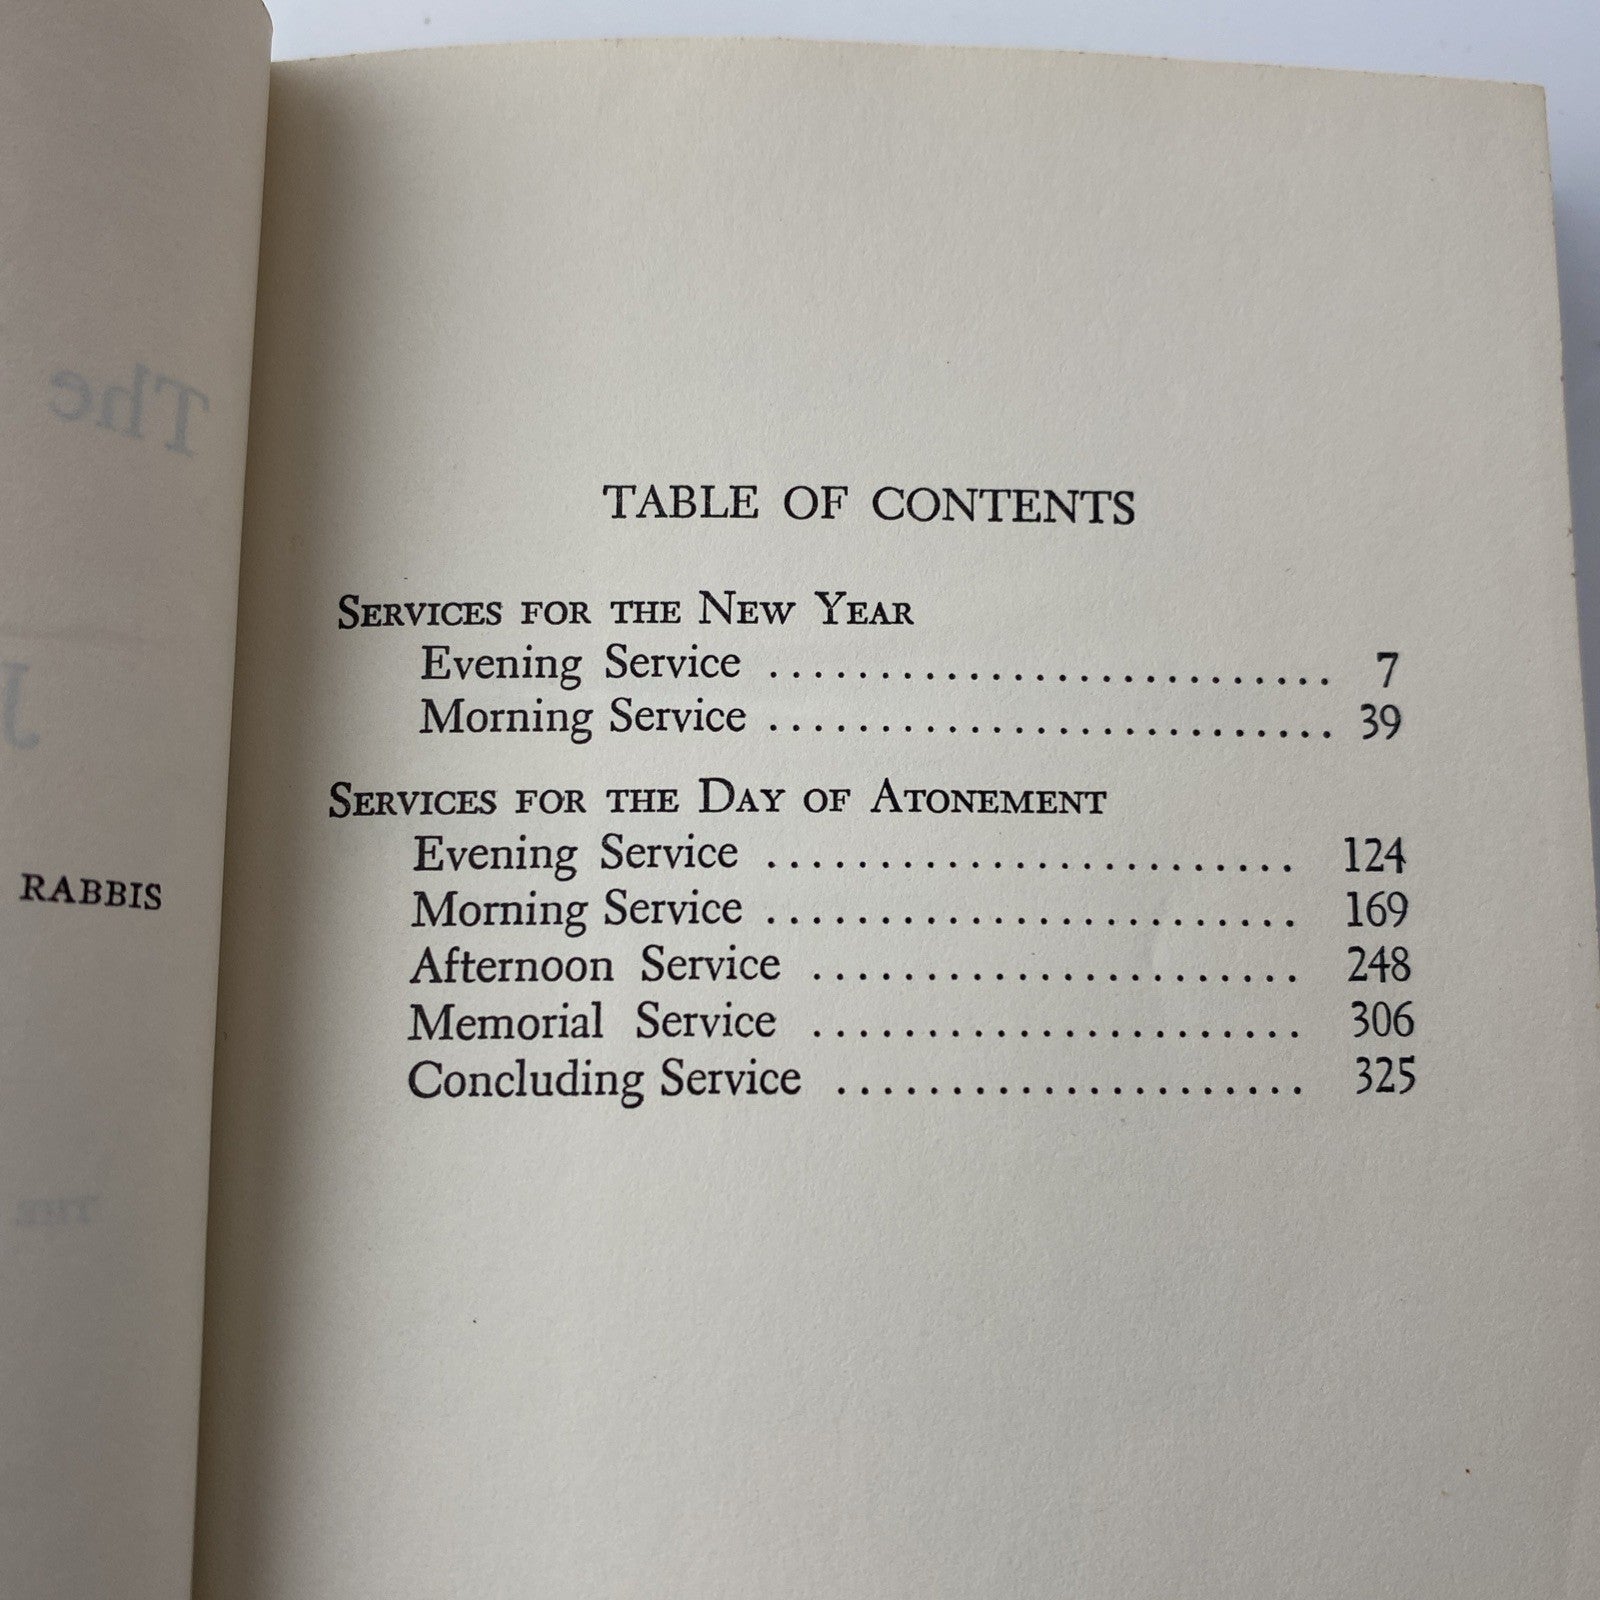 The
J
RABBIS
THE
TABLE OF CONTENTS
SERVICES FOR THE NEW YEAR
Evening Service ........................... 7
Morning Service ........................... 39
SERVICES FOR THE DAY OF ATONEMENT
Evening Service ......................... 124
Morning Service ......................... 169
Afternoon Service ....................... 248
Memorial Service ....................... 306
Concluding Service ...................... 325